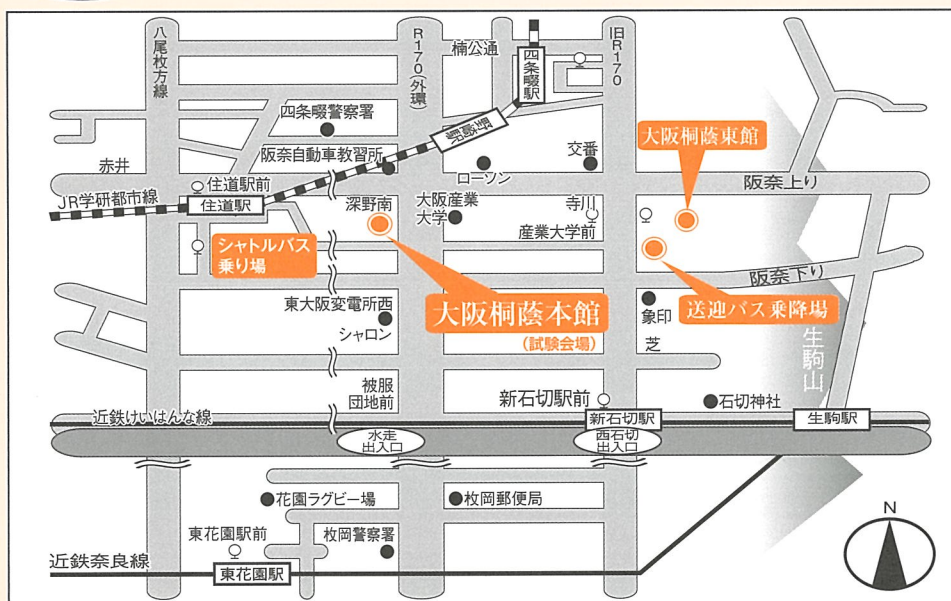 八尾枚方線
R170(外環)
楠公通
四条畷駅
旧R170
四条畷警察署
野崎駅
大阪桐蔭東館
阪奈自動車教習所
ローソン
交番
赤井
住道駅前
阪奈上り
JR学研都市線
住道駅
深野南
大阪産業
大学
寺川
産業大学前
シャトルバス
乗り場
阪奈下り
大阪桐蔭本館
(試験会場)
送迎バス乗降場
東大阪変電所西
シャロン
象印
芝
生駒山
被服
団地前
新石切駅前
石切神社
近鉄けいはんな線
新石切駅
生駒駅
水走
出入口
西石切
出入口
花園ラグビー場
枚岡郵便局
N
東花園駅前
枚岡警察署
近鉄奈良線
東花園駅